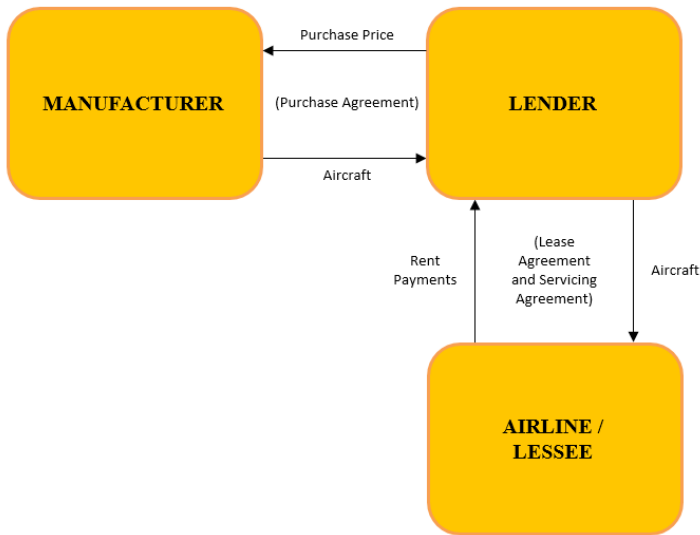 Purchase Price
MANUFACTURER
(Purchase Agreement)
LENDER
Aircraft
Rent
Payments
(Lease
Agreement
and Servicing
Agreement)
Aircraft
AIRLINE /
LESSEE